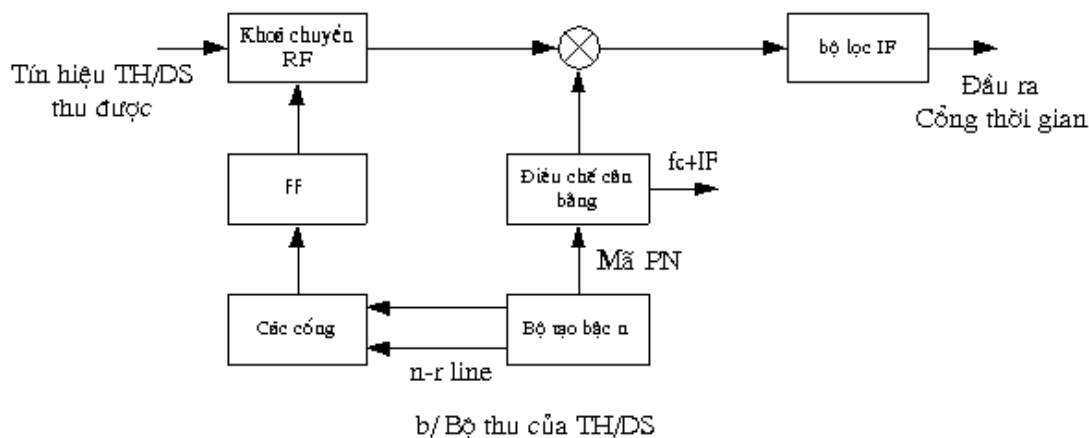 Khối chuyển
RF
bộ lọc IF
Tín hiệu TH/DS
thu được
Đầu ra
Cổng thời gian
FF
Điều chế cân
bằng
fc+IF
Mã PN
Các cổng
Bộ tạo bậc n
n-r line
b/ Bộ thu của TH/DS